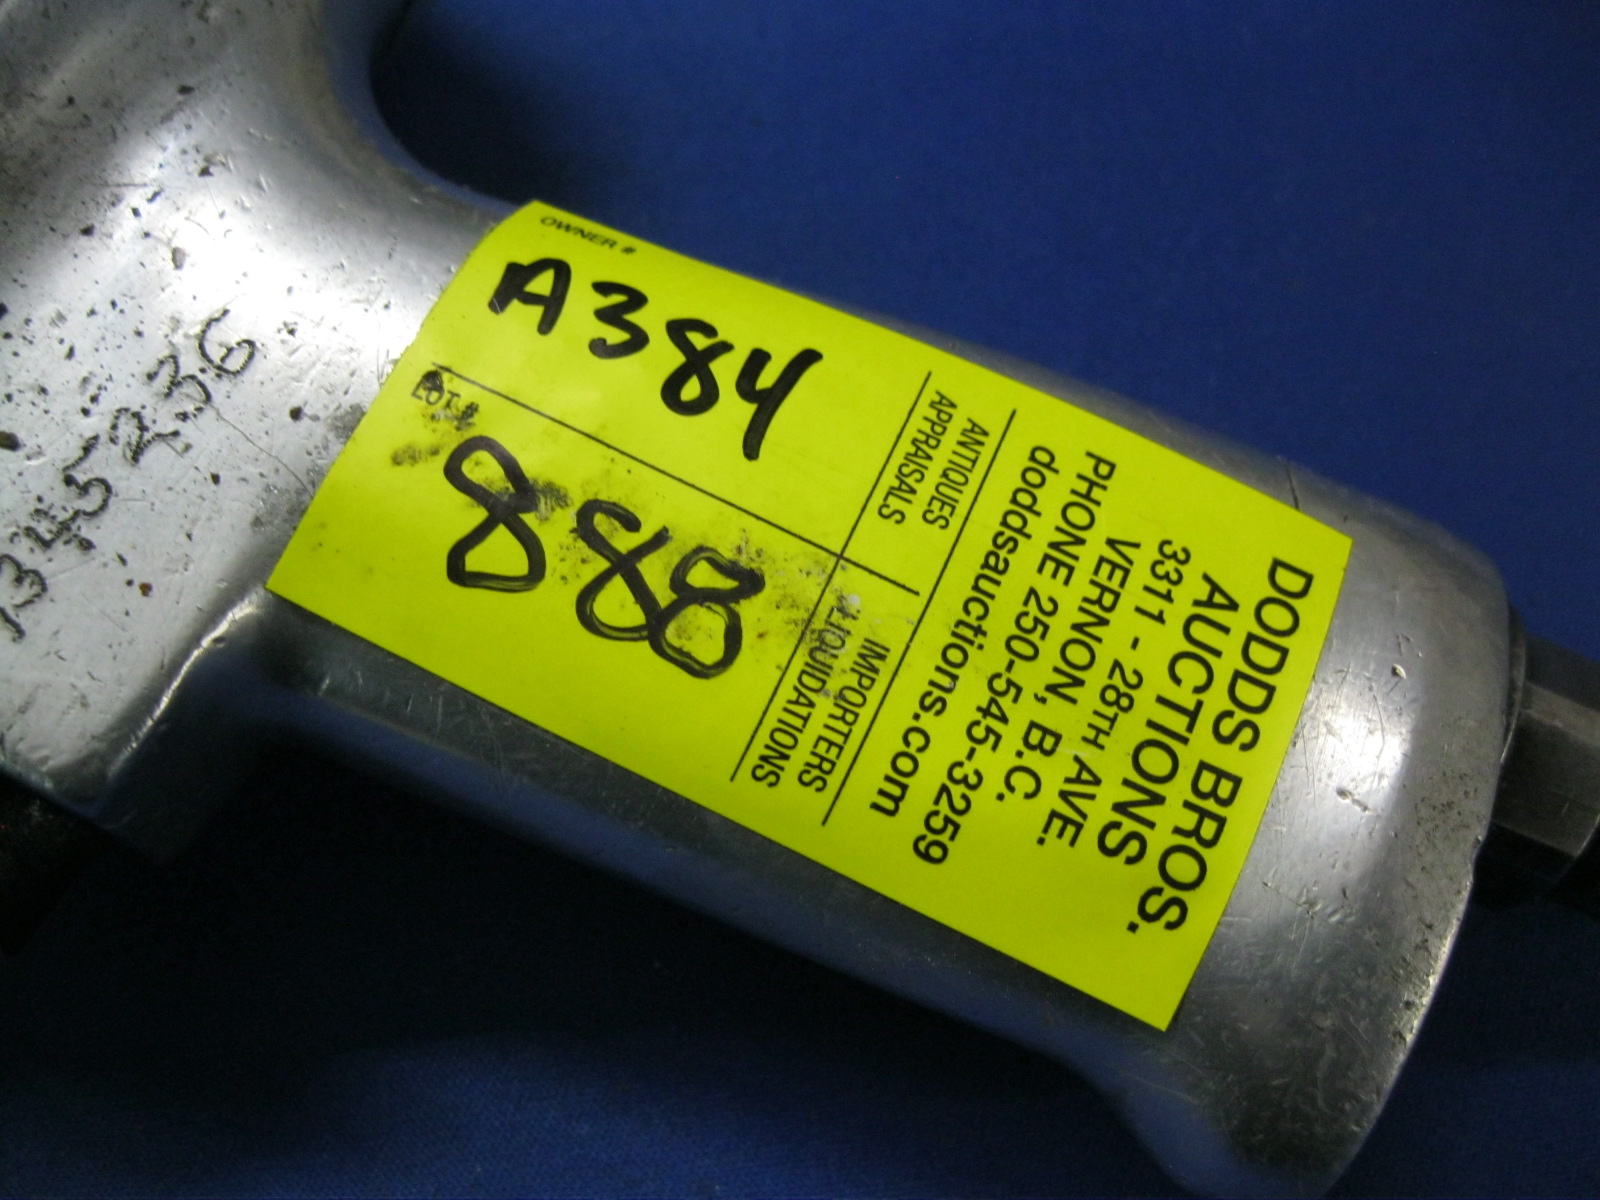 OWNER #
A384
LOT #
888
ANTIQUES
APPRAISALS
IMPORTERS
LIQUIDATIONS
DODDS BROS.
AUCTIONS
3311 - 28TH AVE.
VERNON, B.C.
PHONE 250-545-3259
doddsauctions.com